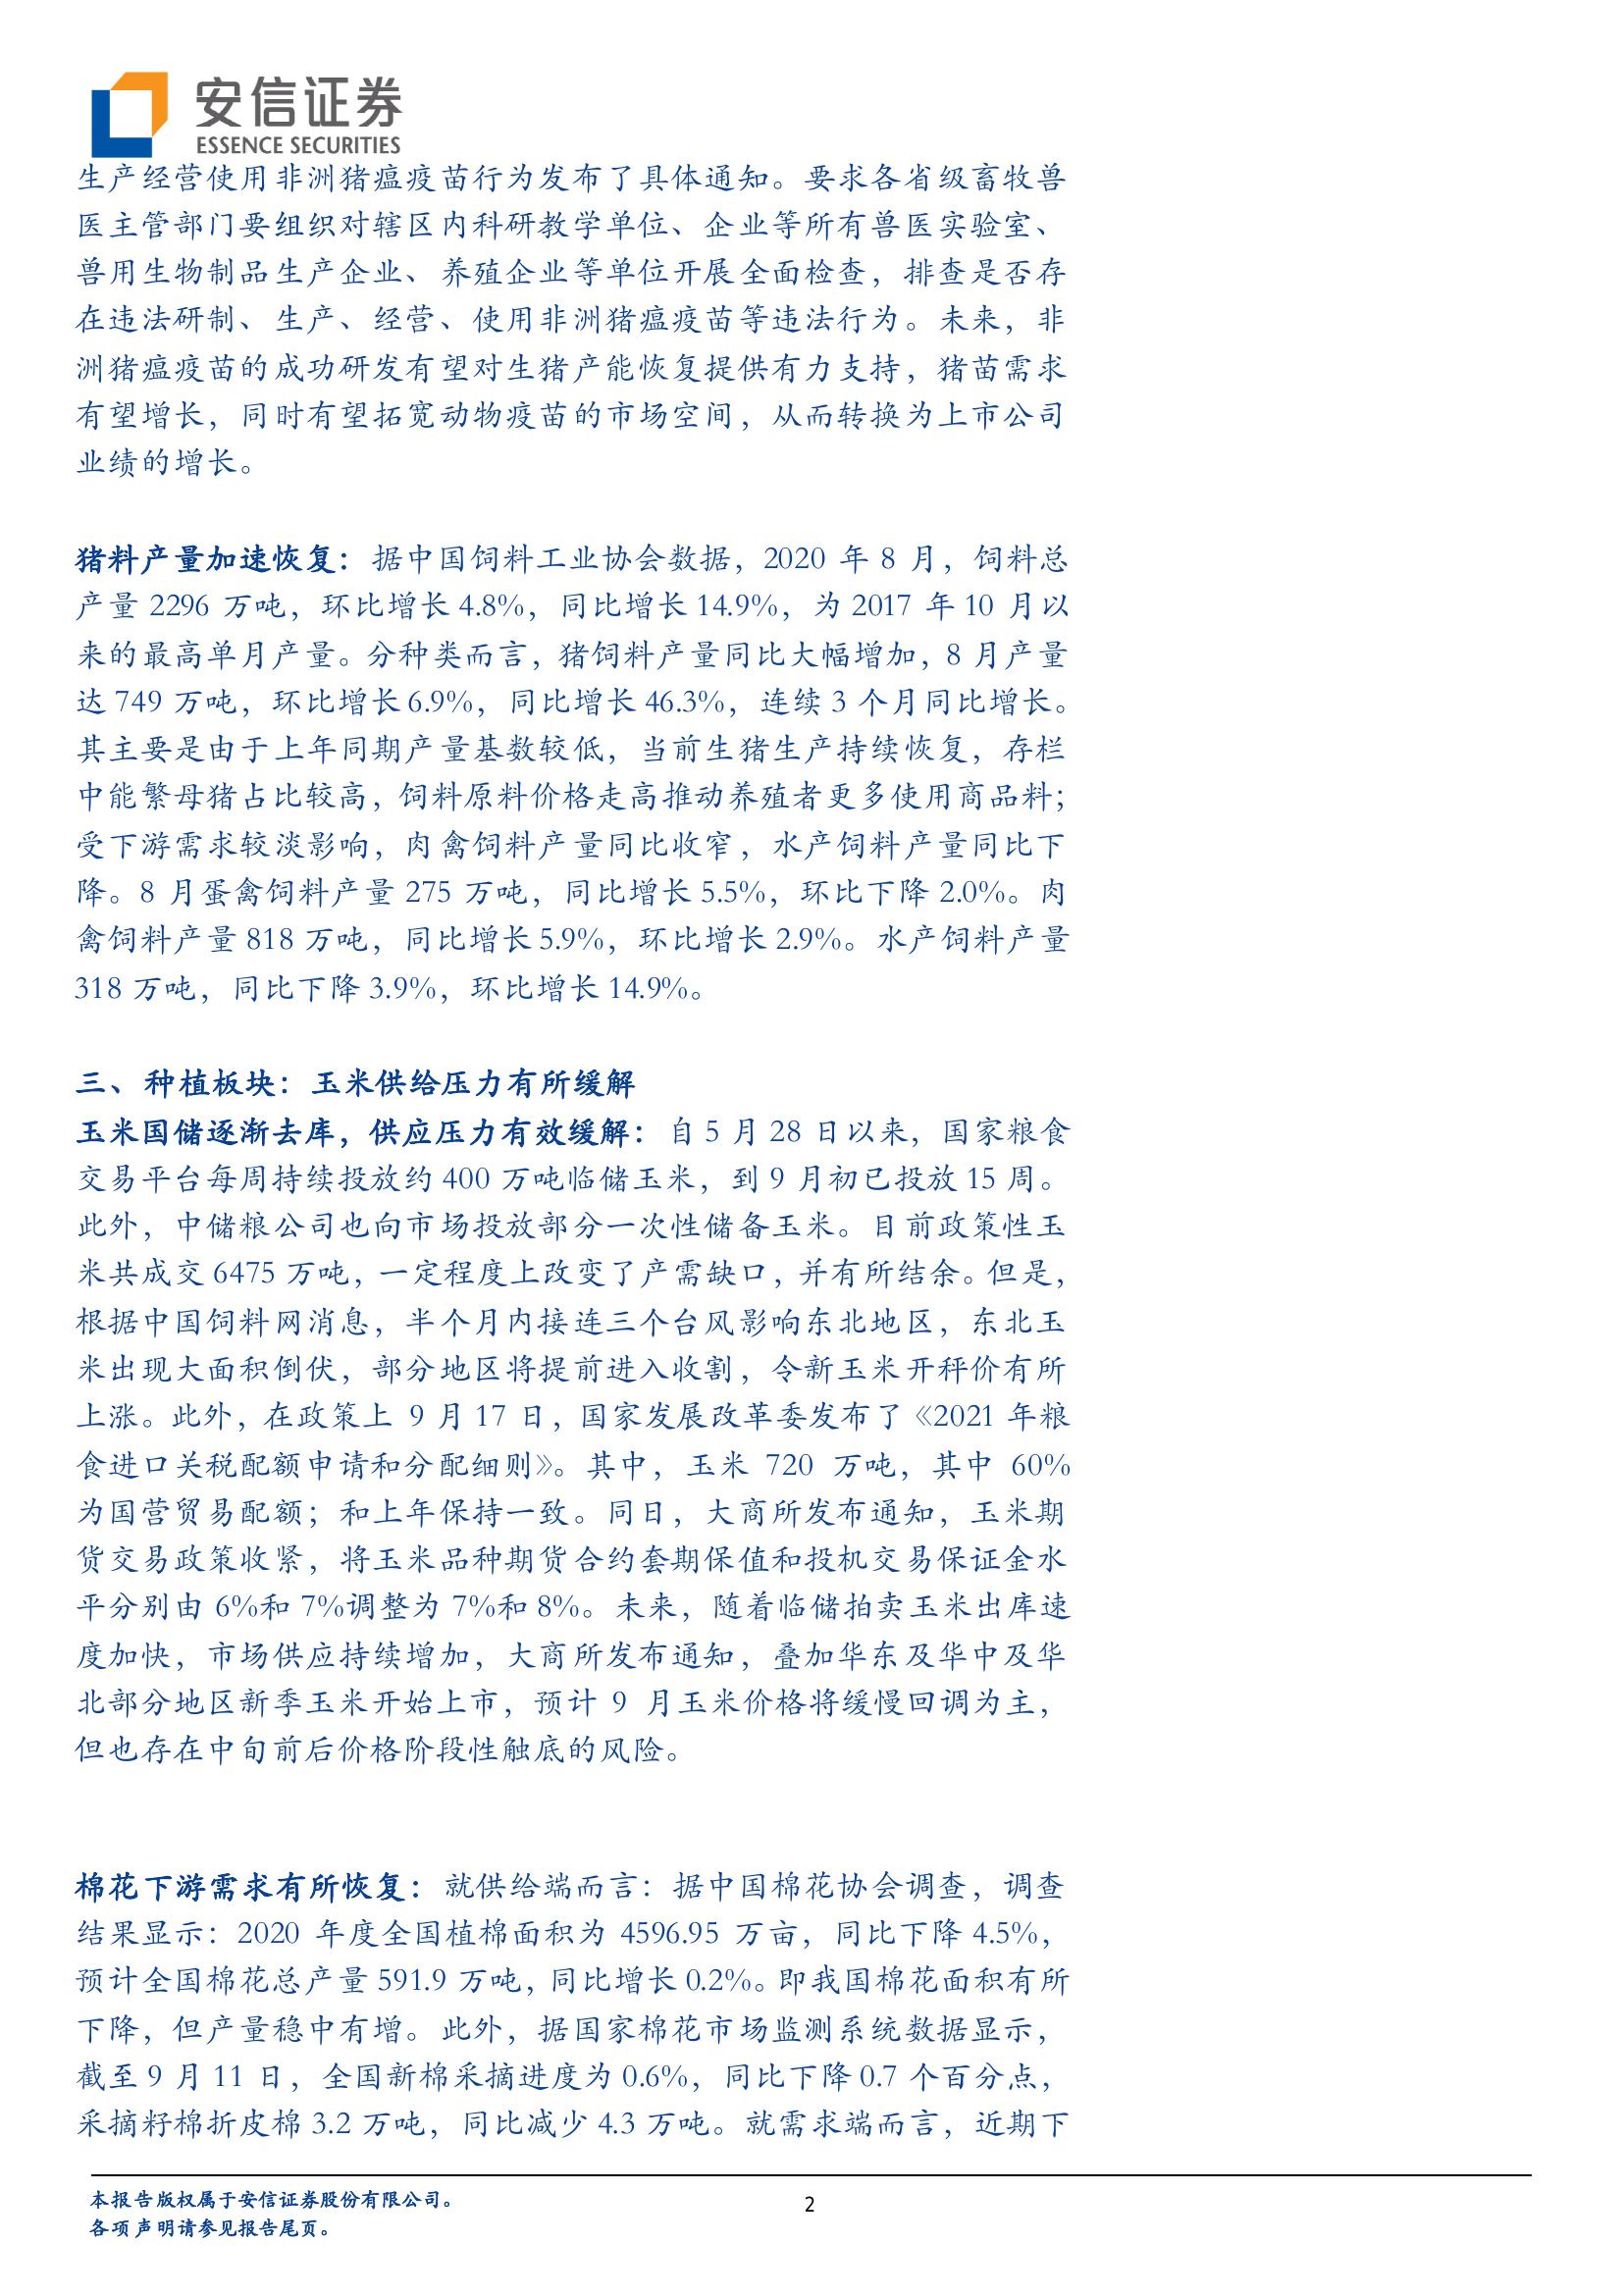 安信证券
ESSENCE SECURITIES
生产经营使用非洲猪瘟疫苗行为发布了具体通知。要求各省级畜牧兽
医主管部门要组织对辖区内科研教学单位、企业等所有兽医实验室、
兽用生物制品生产企业、养殖企业等单位开展全面检查，排查是否存
在违法研制、生产、经营、使用非洲猪瘟疫苗等违法行为。未来，非
洲猪瘟疫苗的成功研发有望对生猪产能恢复提供有力支持，猪苗需求
有望增长，同时有望拓宽动物疫苗的市场空间，从而转换为上市公司
业绩的增长。
猪料产量加速恢复：据中国饲料工业协会数据，2020 年 8 月，饲料总
产量 2296 万吨，环比增长 4.8%，同比增长 14.9%，为 2017 年 10 月以
来的最高单月产量。分种类而言，猪饲料产量同比大幅增加，8 月产量
达 749 万吨，环比增长 6.9%，同比增长 46.3%，连续 3 个月同比增长。
其主要是由于上年同期产量基数较低，当前生猪生产持续恢复，存栏
中能繁母猪占比较高，饲料原料价格走高推动养殖者更多使用商品料；
受下游需求较淡影响，肉禽饲料产量同比收窄，水产饲料产量同比下
降。8 月蛋禽饲料产量 275 万吨，同比增长 5.5%，环比下降 2.0%。肉
禽饲料产量 818 万吨，同比增长 5.9%，环比增长 2.9%。水产饲料产量
318 万吨，同比下降 3.9%，环比增长 14.9%。
三、种植板块：玉米供给压力有所缓解
玉米国储逐渐去库，供应压力有效缓解：自 5 月 28 日以来，国家粮食
交易平台每周持续投放约 400 万吨临储玉米，到 9 月初已投放 15 周。
此外，中储粮公司也向市场投放部分一次性储备玉米。目前政策性玉
米共成交 6475 万吨，一定程度上改变了产需缺口，并有所结余。但是，
根据中国饲料网消息，半个月内接连三个台风影响东北地区，东北玉
米出现大面积倒伏，部分地区将提前进入收割，令新玉米开秤价有所
上涨。此外，在政策上 9 月 17 日，国家发展改革委发布了《2021 年粮
食进口关税配额申请和分配细则》。其中，玉米 720 万吨，其中 60%
为国营贸易配额；和上年保持一致。同日，大商所发布通知，玉米期
货交易政策收紧，将玉米品种期货合约套期保值和投机交易保证金水
平分别由 6%和 7%调整为 7%和 8%。未来，随着临储拍卖玉米出库速
度加快，市场供应持续增加，大商所发布通知，叠加华东及华中及华
北部分地区新季玉米开始上市，预计 9 月玉米价格将缓慢回调为主，
但也存在中旬前后价格阶段性触底的风险。
棉花下游需求有所恢复：就供给端而言：据中国棉花协会调查，调查
结果显示：2020 年度全国植棉面积为 4596.95 万亩，同比下降 4.5%，
预计全国棉花总产量 591.9 万吨，同比增长 0.2%。即我国棉花面积有所
下降，但产量稳中有增。此外，据国家棉花市场监测系统数据显示，
截至 9 月 11 日，全国新棉采摘进度为 0.6%，同比下降 0.7 个百分点，
采摘籽棉折皮棉 3.2 万吨，同比减少 4.3 万吨。就需求端而言，近期下
本报告版权属于安信证券股份有限公司。
2
各项声明请参见报告尾页。